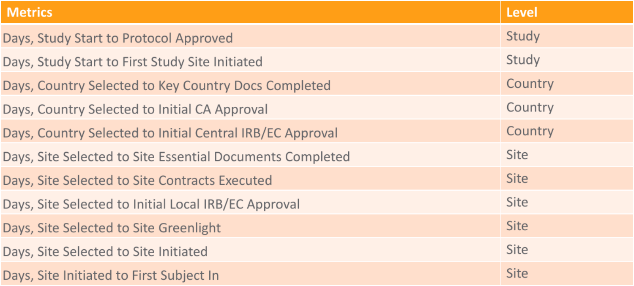 Metrics Level
Days, Study Start to Protocol Approved Study
Days, Study Start to First Study Site Initiated Study
Days, Country Selected to Key Country Docs Completed Country
Days, Country Selected to Initial CA Approval Country
Days, Country Selected to Initial Central IRB/EC Approval Country
Days, Site Selected to Site Essential Documents Completed Site
Days, Site Selected to Site Contracts Executed Site
Days, Site Selected to Initial Local IRB/EC Approval Site
Days, Site Selected to Site Greenlight Site
Days, Site Selected to Site Initiated Site
Days, Site Initiated to First Subject In Site